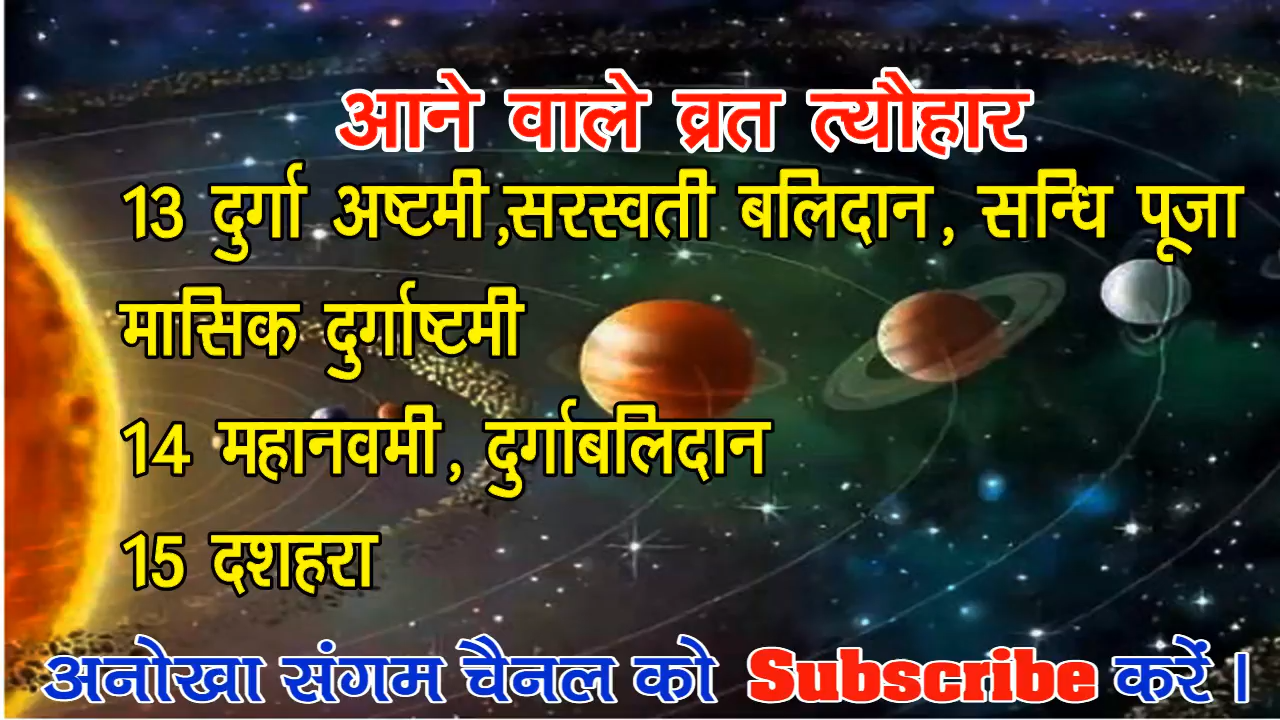 आने वाले व्रत त्यौहार
13 दुर्गा अष्टमी,सरस्वती बलिदान, सन्धि पूजा
मासिक दुर्गाष्टमी
14 महानवमी, दुर्गाबलिदान
15 दशहरा
अनोखा संगम चैनल को Subscribe करें।